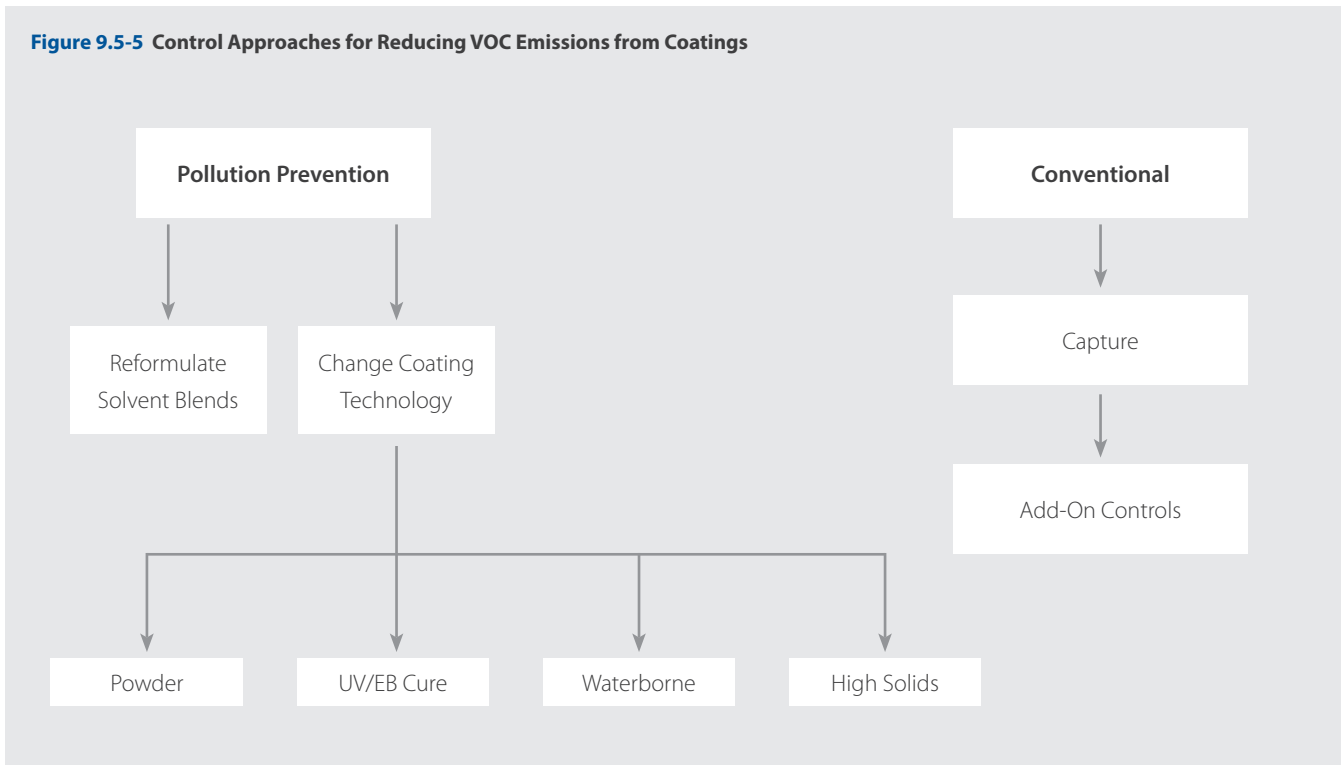 Figure 9.5-5 Control Approaches for Reducing VOC Emissions from Coatings
Pollution Prevention
Conventional
Reformulate
Solvent Blends
Change Coating
Technology
Capture
Add-On Controls
Powder
UV/EB Cure
Waterborne
High Solids